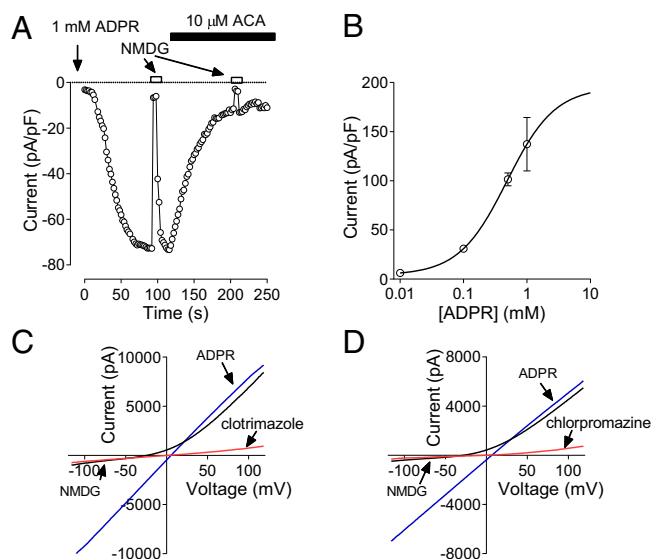 A
10 μM ACA
1 mM ADPR
NMDG
0
-20
-40
-60
-80
Current (pA/pF)
0 50 100 150 200 250
Time (s)
B
200
150
100
50
0
Current (pA/pF)
0.01 0.1 1 10
[ADPR] (mM)
C
10000
5000
-5000
-10000
Current (pA)
ADPR
clotrimazole
-100 -50 50 100
NMDG
Voltage (mV)
D
8000
4000
-4000
-8000
Current (pA)
ADPR
chlorpromazine
-100 -50 50 100
NMDG
Voltage (mV)